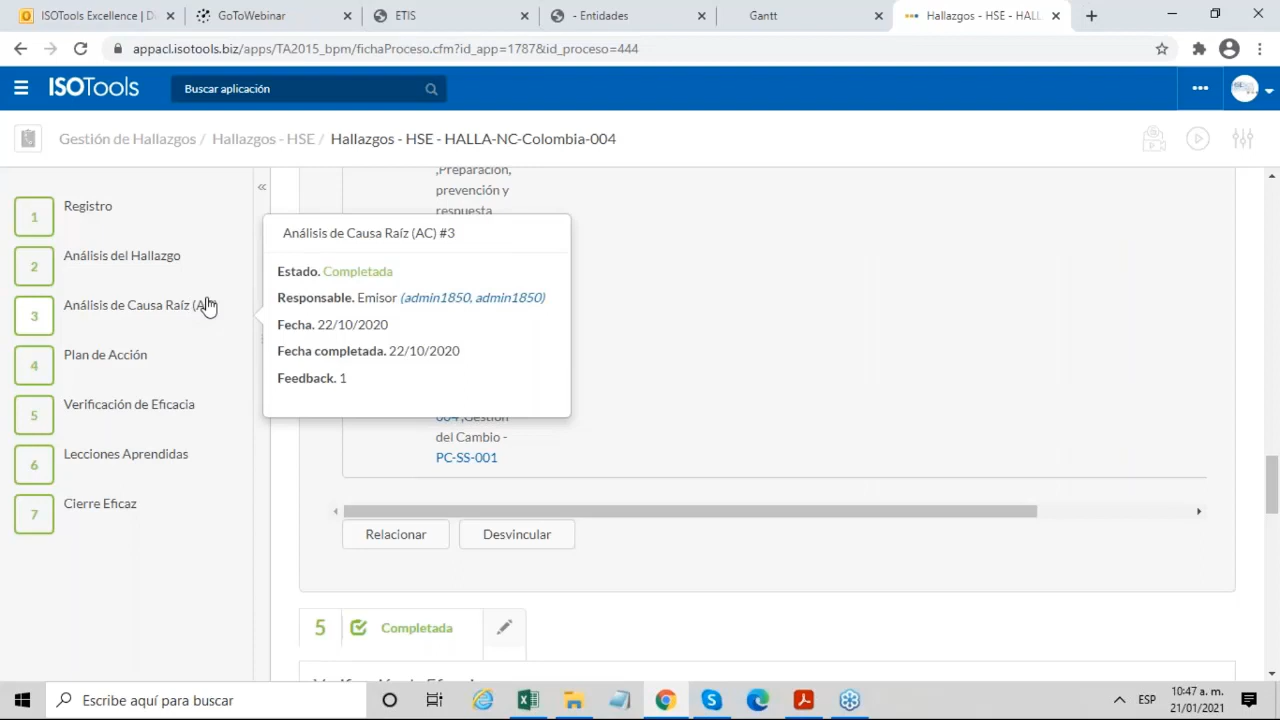 ISOTools Excellence | D
GoToWebinar
ETIS
- Entidades
Gantt
Hallazgos - HSE - HALL
appacl.isotools.biz/apps/TA2015_bpm/fichaProceso.cfm?id_app=1787&id_proceso=444
ISOTools
Buscar aplicación
Gestión de Hallazgos / Hallazgos - HSE / Hallazgos - HSE - HALLA-NC-Colombia-004
1 Registro
2 Análisis del Hallazgo
3 Análisis de Causa Raíz (A
4 Plan de Acción
5 Verificación de Eficacia
6 Lecciones Aprendidas
7 Cierre Eficaz
,Preparación,
prevención y
respuesta
Análisis de Causa Raíz (AC) #3
Estado. Completada
Responsable. Emisor (admin1850, admin1850)
Fecha. 22/10/2020
Fecha completada. 22/10/2020
Feedback. 1
004 ,Gestión
del Cambio -
PC-SS-001
Relacionar
Desvincular
5 Completada
Escribe aquí para buscar
ESP
10:47 a. m.
21/01/2021